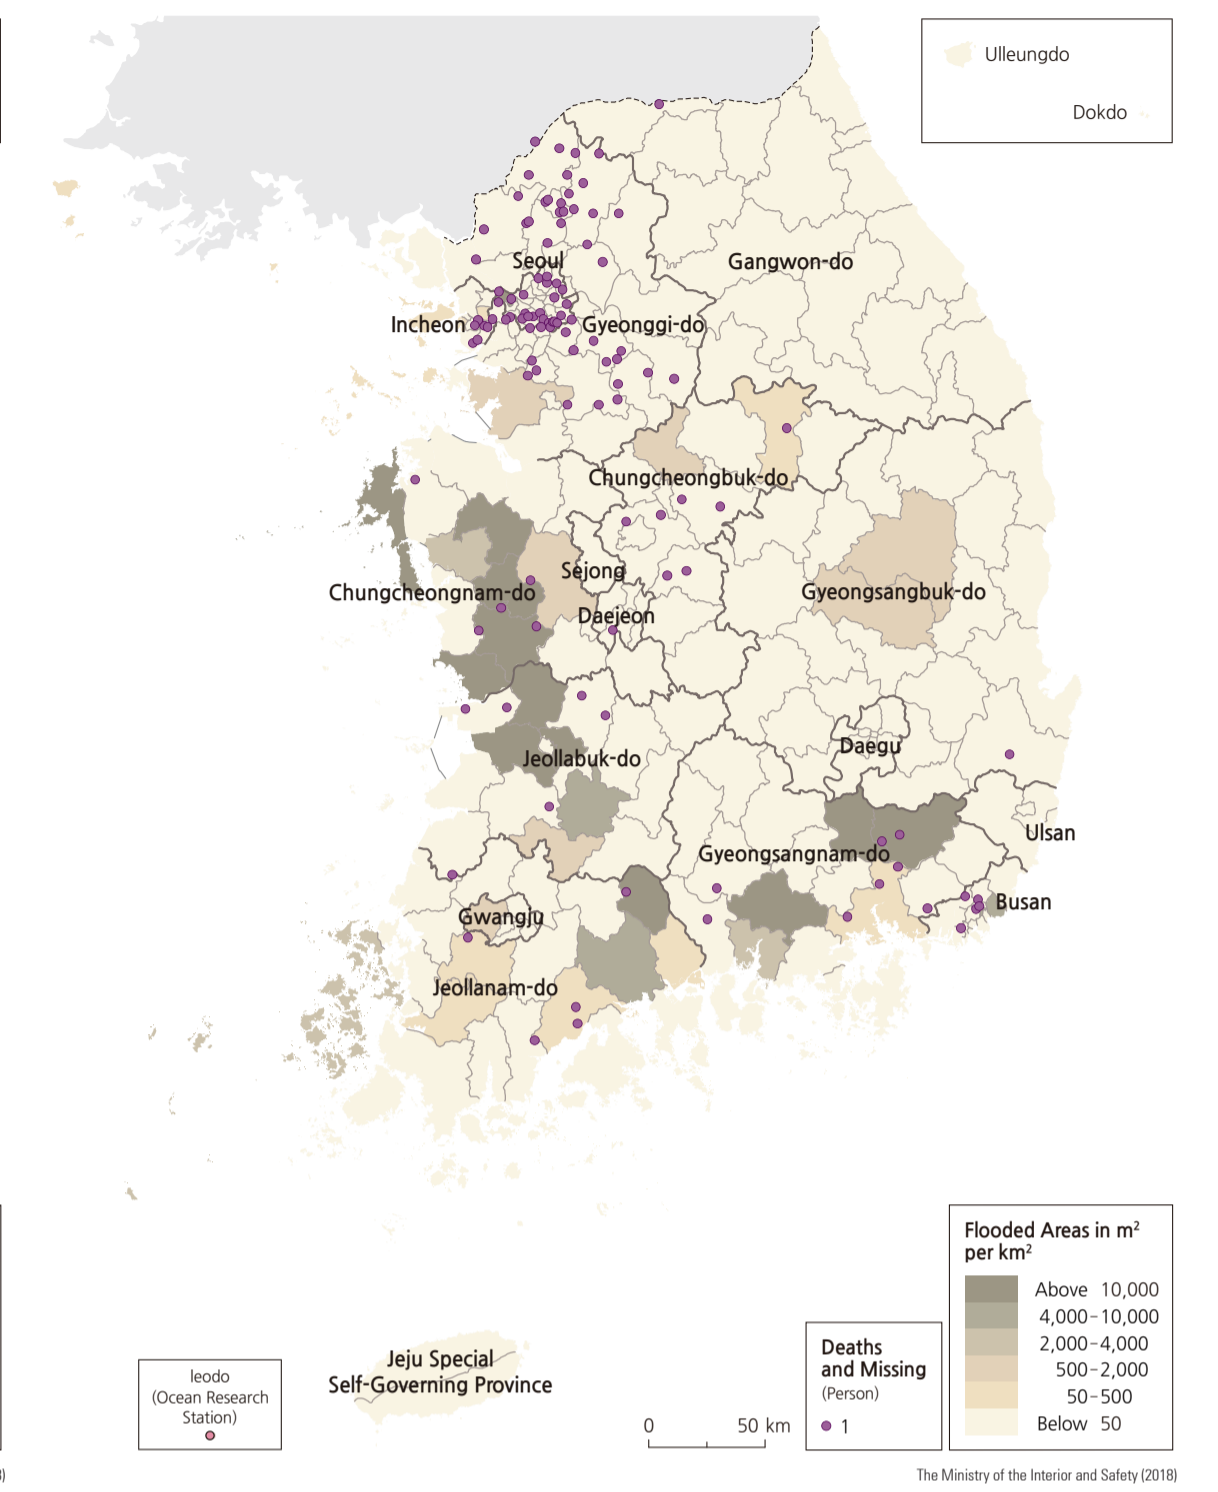 Ulleungdo
Dokdo
Seoul
Gangwon-do
Incheon
Gyeonggi-do
Chungcheongbuk-do
Sejong
Chungcheongnam-do
Gyeongsangbuk-do
Daejeon
Daegu
Jeollabuk-do
Ulsan
Gyeongsangnam-do
Busan
Gwangju
Jeollanam-do
Jeju Special
Self-Governing Province
Ieodo
(Ocean Research
Station)
0 50 km
Deaths
and Missing
(Person)
1
Flooded Areas in m²
per km²
Above 10,000
4,000–10,000
2,000–4,000
500–2,000
50–500
Below 50
)
The Ministry of the Interior and Safety (2018)